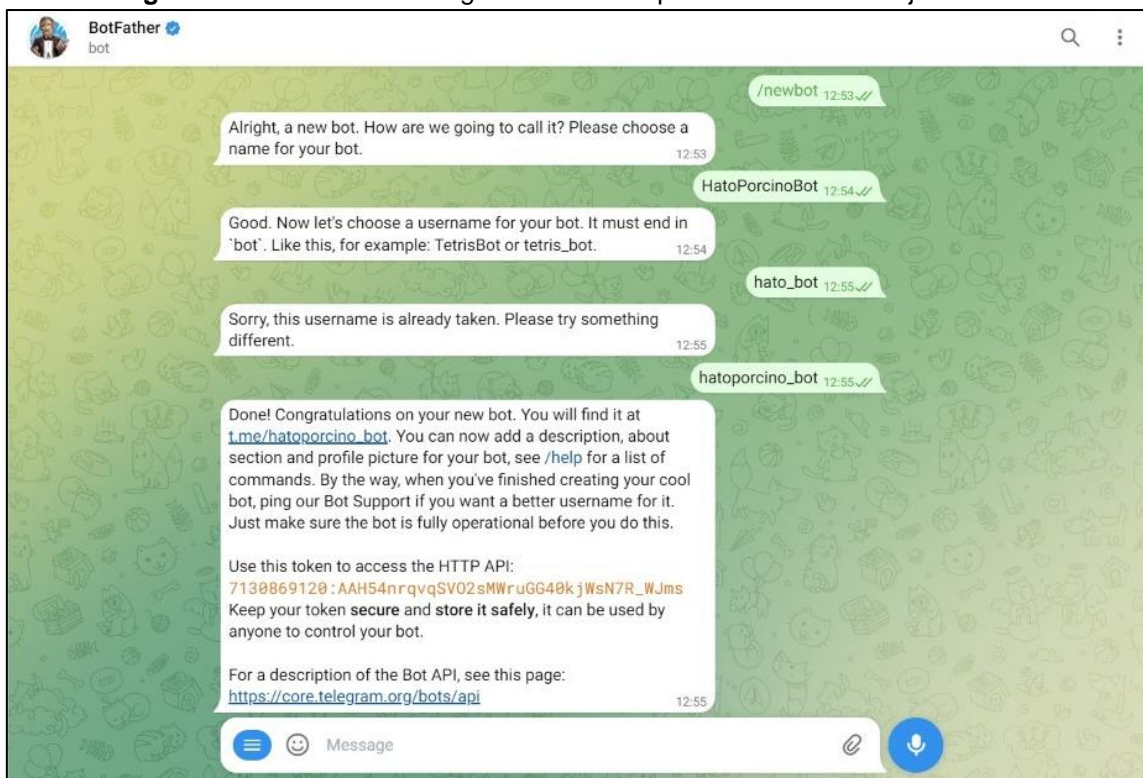 BotFather
bot
/newbot 12:53
Alright, a new bot. How are we going to call it? Please choose a
name for your bot. 12:53
HatoPorcinoBot 12:54
Good. Now let's choose a username for your bot. It must end in
`bot`. Like this, for example: TetrisBot or tetris_bot. 12:54
hato_bot 12:55
Sorry, this username is already taken. Please try something
different. 12:55
hatoporcino_bot 12:55
Done! Congratulations on your new bot. You will find it at
t.me/hatoporcino_bot. You can now add a description, about
section and profile picture for your bot, see /help for a list of
commands. By the way, when you've finished creating your cool
bot, ping our Bot Support if you want a better username for it.
Just make sure the bot is fully operational before you do this.
Use this token to access the HTTP API:
7130869120:AAH54nrqvqSVO2sMWruGG40kjWsN7R_WJms
Keep your token secure and store it safely, it can be used by
anyone to control your bot.
For a description of the Bot API, see this page:
https://core.telegram.org/bots/api 12:55
Message